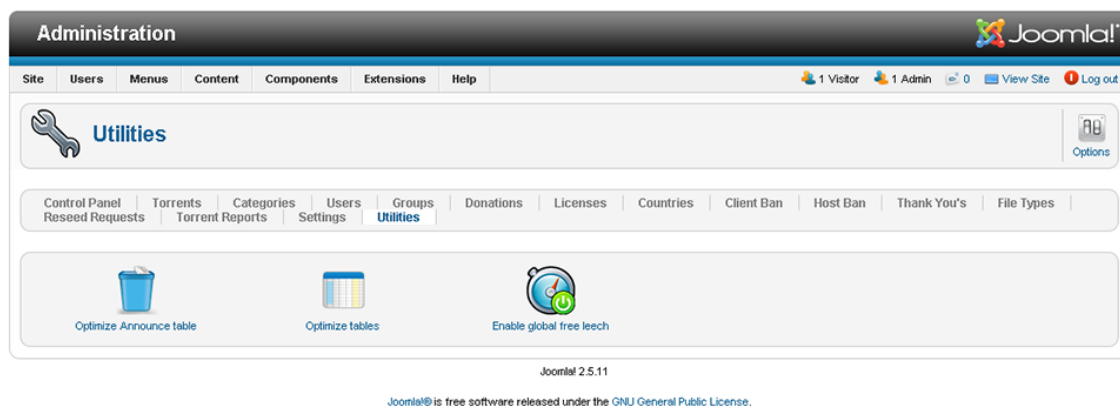 Administration Joomla!
Site Users Menus Content Components Extensions Help 1 Visitor 1 Admin 0 View Site Log out
Utilities
Options
Control Panel Torrents Categories Users Groups Donations Licenses Countries Client Ban Host Ban Thank You's File Types
Reseed Requests Torrent Reports Settings Utilities
Optimize Announce table Optimize tables Enable global free leech
Joomla! 2.5.11
Joomla!® is free software released under the GNU General Public License.